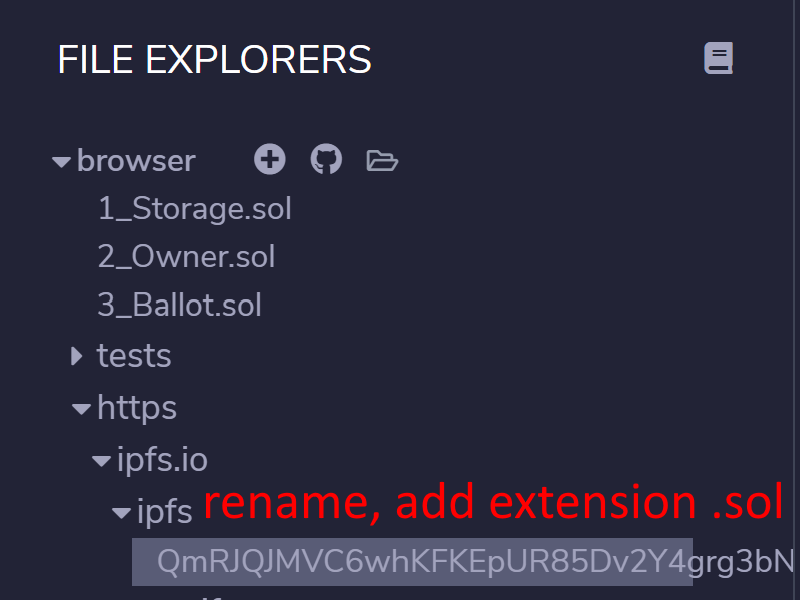 FILE EXPLORERS
browser
1_Storage.sol
2_Owner.sol
3_Ballot.sol
tests
https
ipfs.io
ipfs rename, add extension .sol
QmRJQJMVC6whKFKEpUR85Dv2Y4grg3bN